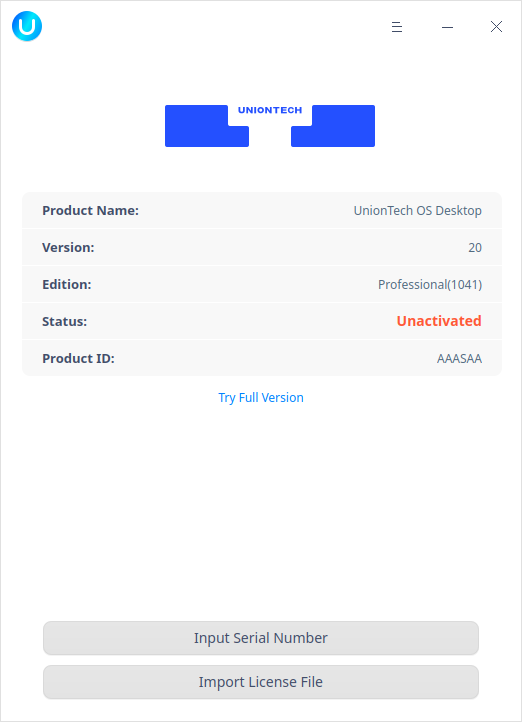 UNIONTECH
Product Name: UnionTech OS Desktop
Version: 20
Edition: Professional(1041)
Status: Unactivated
Product ID: AAASAA
Try Full Version
Input Serial Number
Import License File